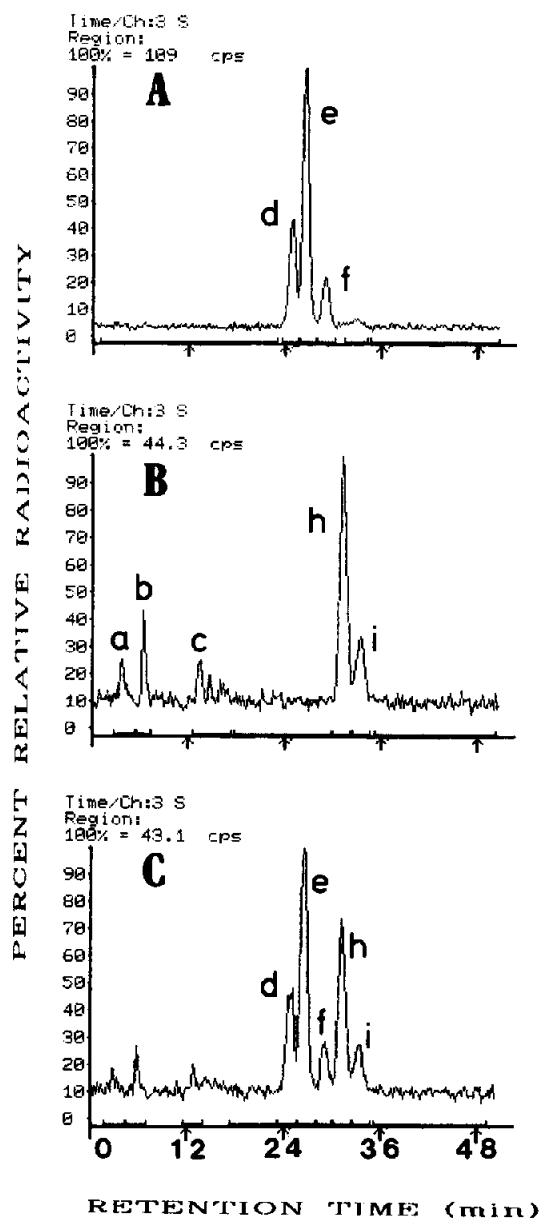 Time/Ch:3 S
Region:
100% = 109 cps
A
90
80
70
60
50
40
30
20
10
0
d
e
f
Time/Ch:3 S
Region:
100% = 44.3 cps
B
90
80
70
60
50
40
30
20
10
0
a
b
c
h
i
Time/Ch:3 S
Region:
100% = 43.1 cps
C
90
80
70
60
50
40
30
20
10
0
d
e
f
h
i
0 12 24 36 48
PERCENT RELATIVE RADIOACTIVITY
RETENTION TIME (min)